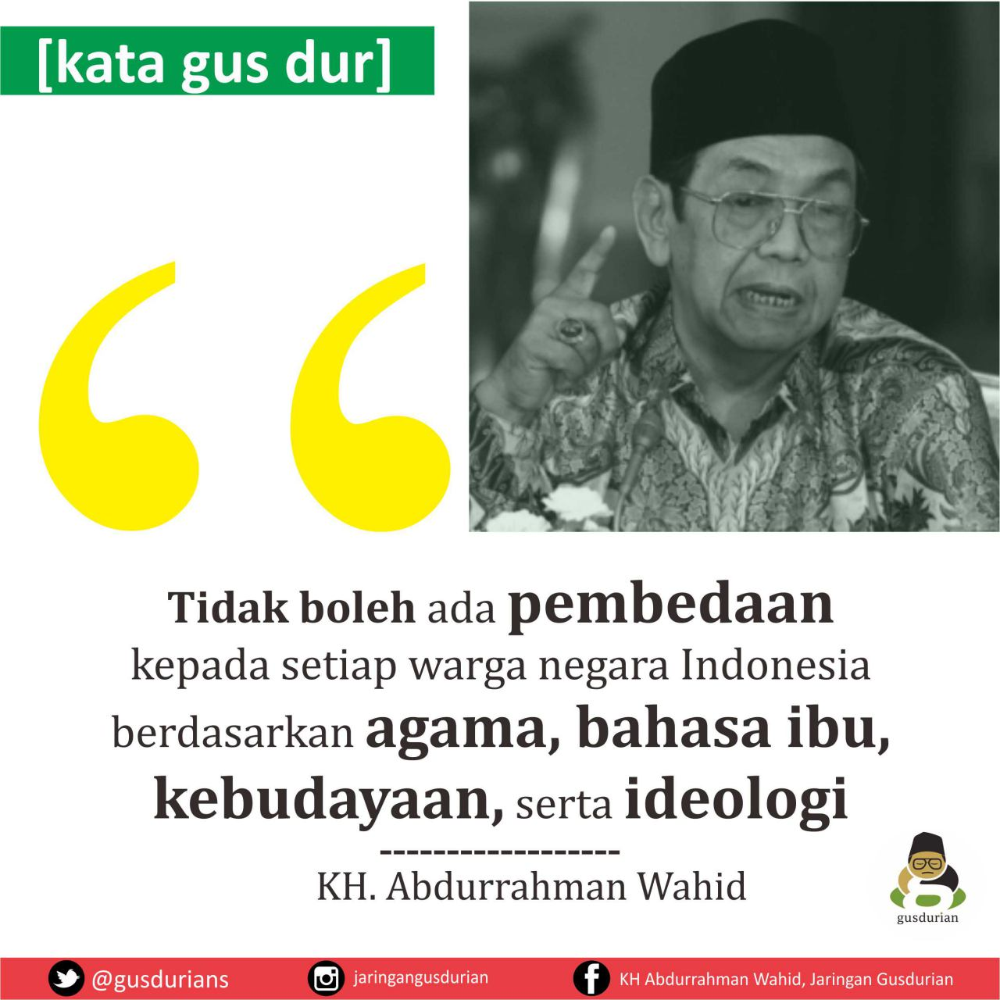 [kata gus dur]
Tidak boleh ada pembedaan
kepada setiap warga negara Indonesia
berdasarkan agama, bahasa ibu,
kebudayaan, serta ideologi
------------------
KH. Abdurrahman Wahid
gusdurian
@gusdurians
jaringangusdurian
KH Abdurrahman Wahid, Jaringan Gusdurian